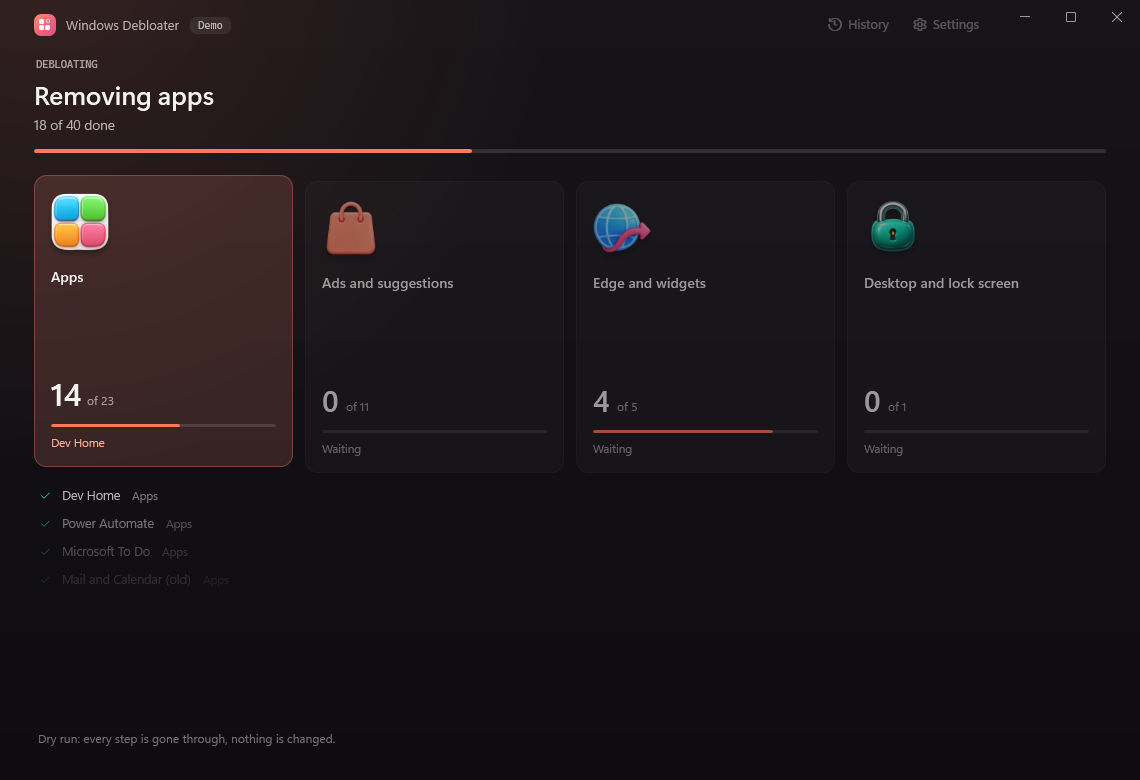 Windows Debloater Demo
History Settings
DEBLOATING
Removing apps
18 of 40 done
Apps
14 of 23
Dev Home
Ads and suggestions
0 of 11
Waiting
Edge and widgets
4 of 5
Waiting
Desktop and lock screen
0 of 1
Waiting
Dev Home Apps
Power Automate Apps
Microsoft To Do Apps
Mail and Calendar (old) Apps
Dry run: every step is gone through, nothing is changed.